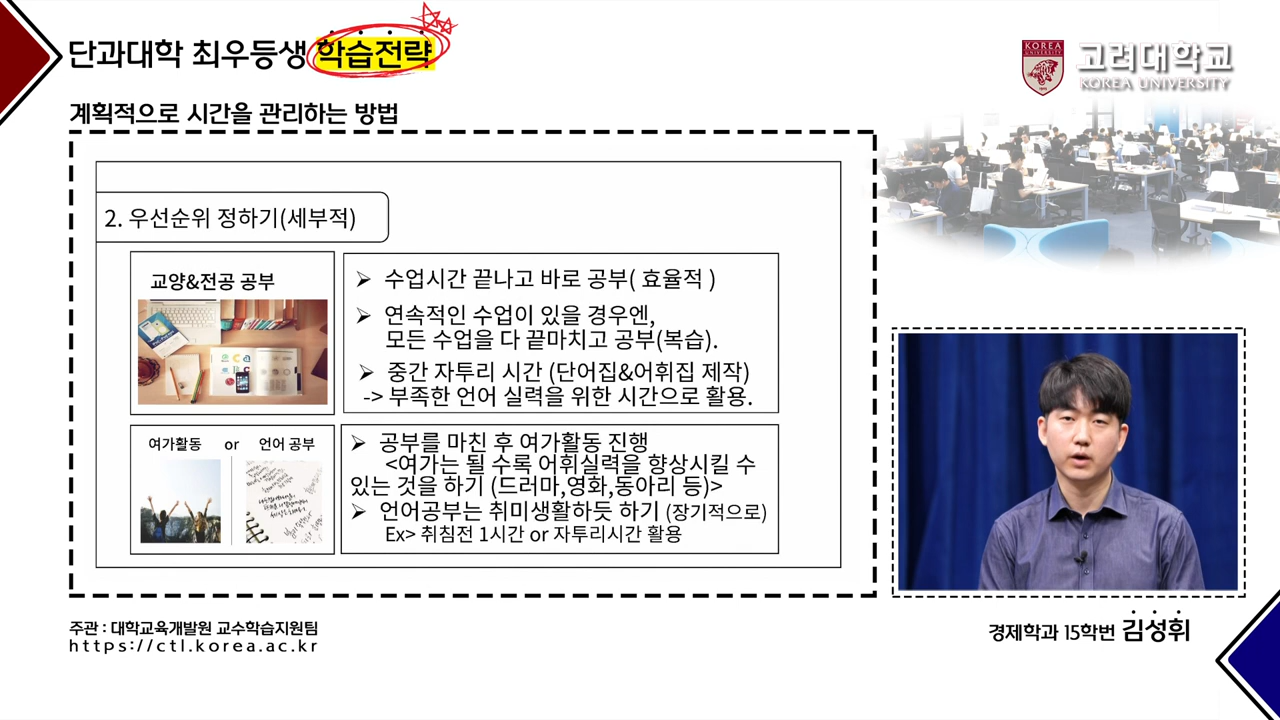 단과대학 최우등생 학습전략
KOREA
UNIVERSITY
고려대학교
KOREA UNIVERSITY
계획적으로 시간을 관리하는 방법
2. 우선순위 정하기(세부적)
교양&전공 공부
➢ 수업시간 끝나고 바로 공부( 효율적 )
➢ 연속적인 수업이 있을 경우엔,
모든 수업을 다 끝마치고 공부(복습).
➢ 중간 자투리 시간 (단어집&어휘집 제작)
-> 부족한 언어 실력을 위한 시간으로 활용.
여가활동 or 언어 공부
➢ 공부를 마친 후 여가활동 진행
<여가는 될 수록 어휘실력을 향상시킬 수
있는 것을 하기 (드러마,영화,동아리 등)>
➢ 언어공부는 취미생활하듯 하기 (장기적으로)
Ex> 취침전 1시간 or 자투리시간 활용
주관 : 대학교육개발원 교수학습지원팀
https://ctl.korea.ac.kr
경제학과 15학번 김성휘